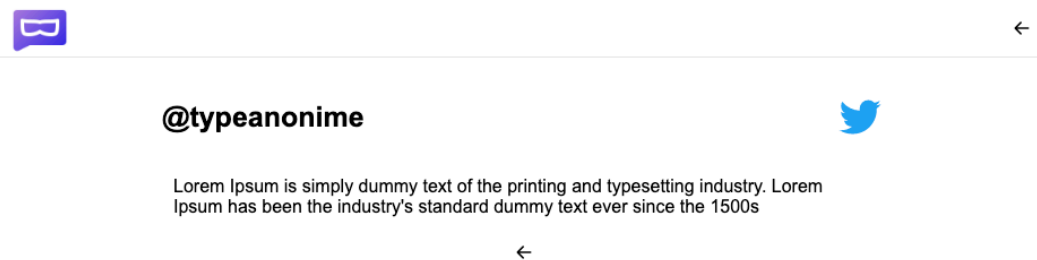 @typeanonime
Lorem Ipsum is simply dummy text of the printing and typesetting industry. Lorem
Ipsum has been the industry's standard dummy text ever since the 1500s